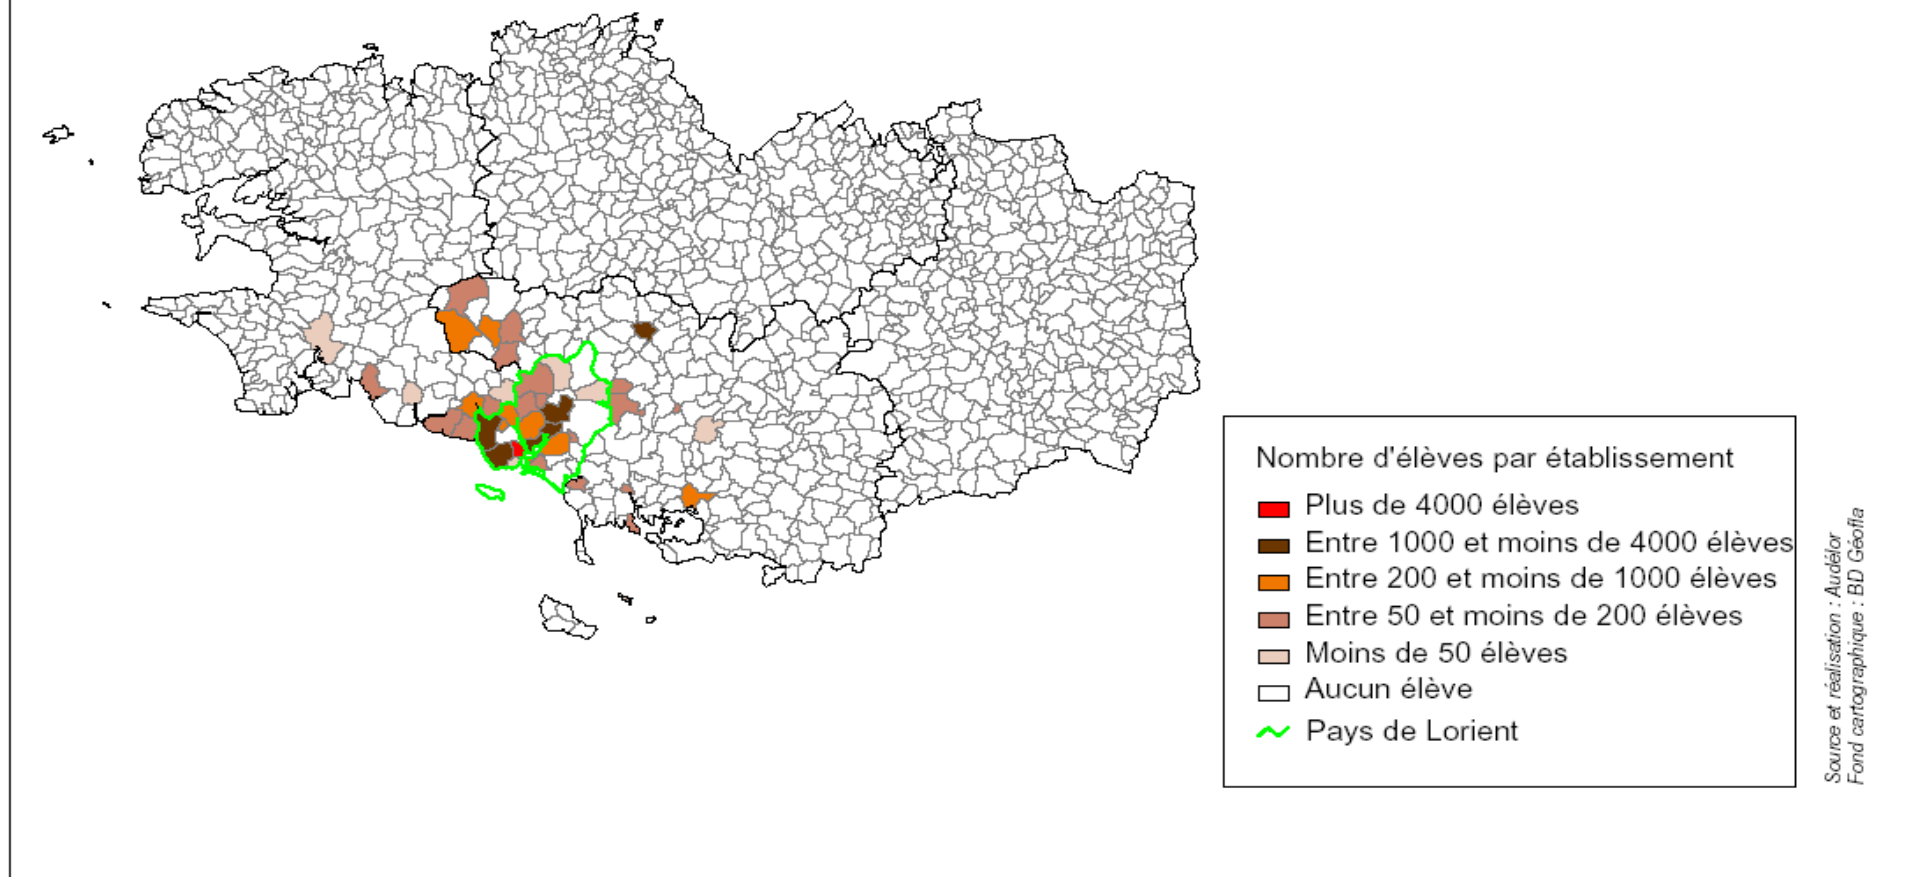 Nombre d'élèves par établissement
Plus de 4000 élèves
Entre 1000 et moins de 4000 élèves
Entre 200 et moins de 1000 élèves
Entre 50 et moins de 200 élèves
Moins de 50 élèves
Aucun élève
Pays de Lorient
Source et réalisation : Audélor
Fond cartographique : BD Géofla